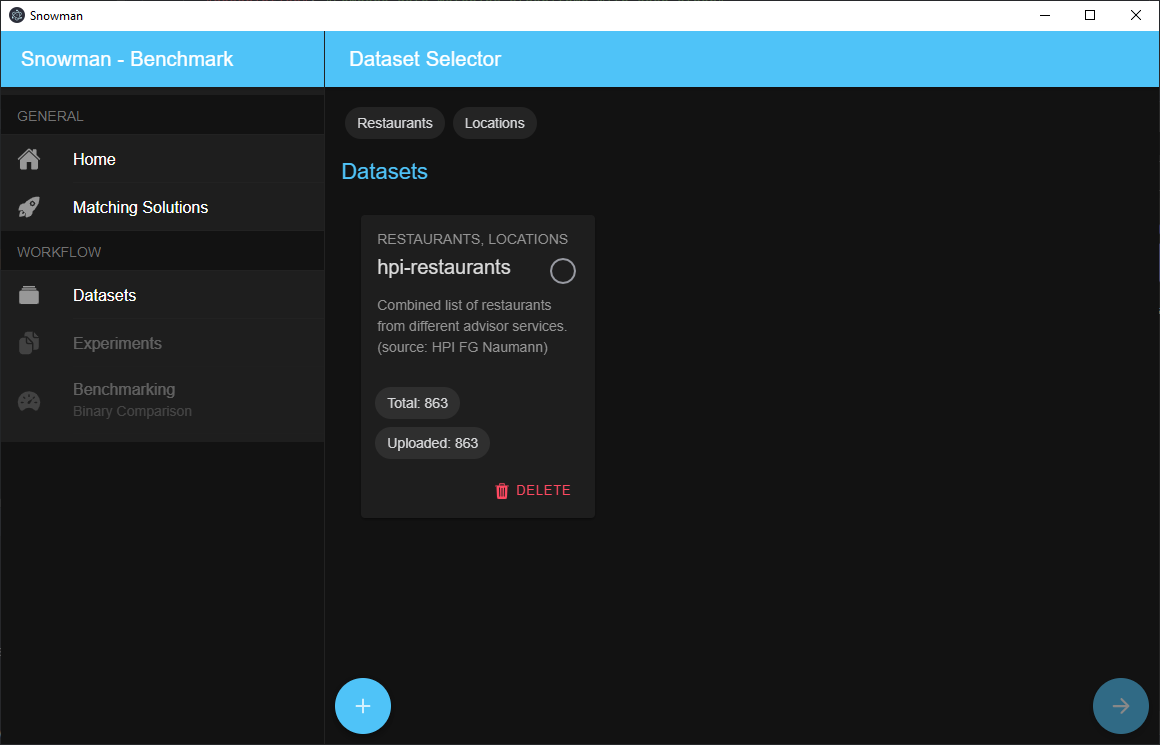 Snowman
Snowman - Benchmark
Dataset Selector
GENERAL
Home
Matching Solutions
WORKFLOW
Datasets
Experiments
Benchmarking
Binary Comparison
Restaurants
Locations
Datasets
RESTAURANTS, LOCATIONS
hpi-restaurants
Combined list of restaurants
from different advisor services.
(source: HPI FG Naumann)
Total: 863
Uploaded: 863
DELETE